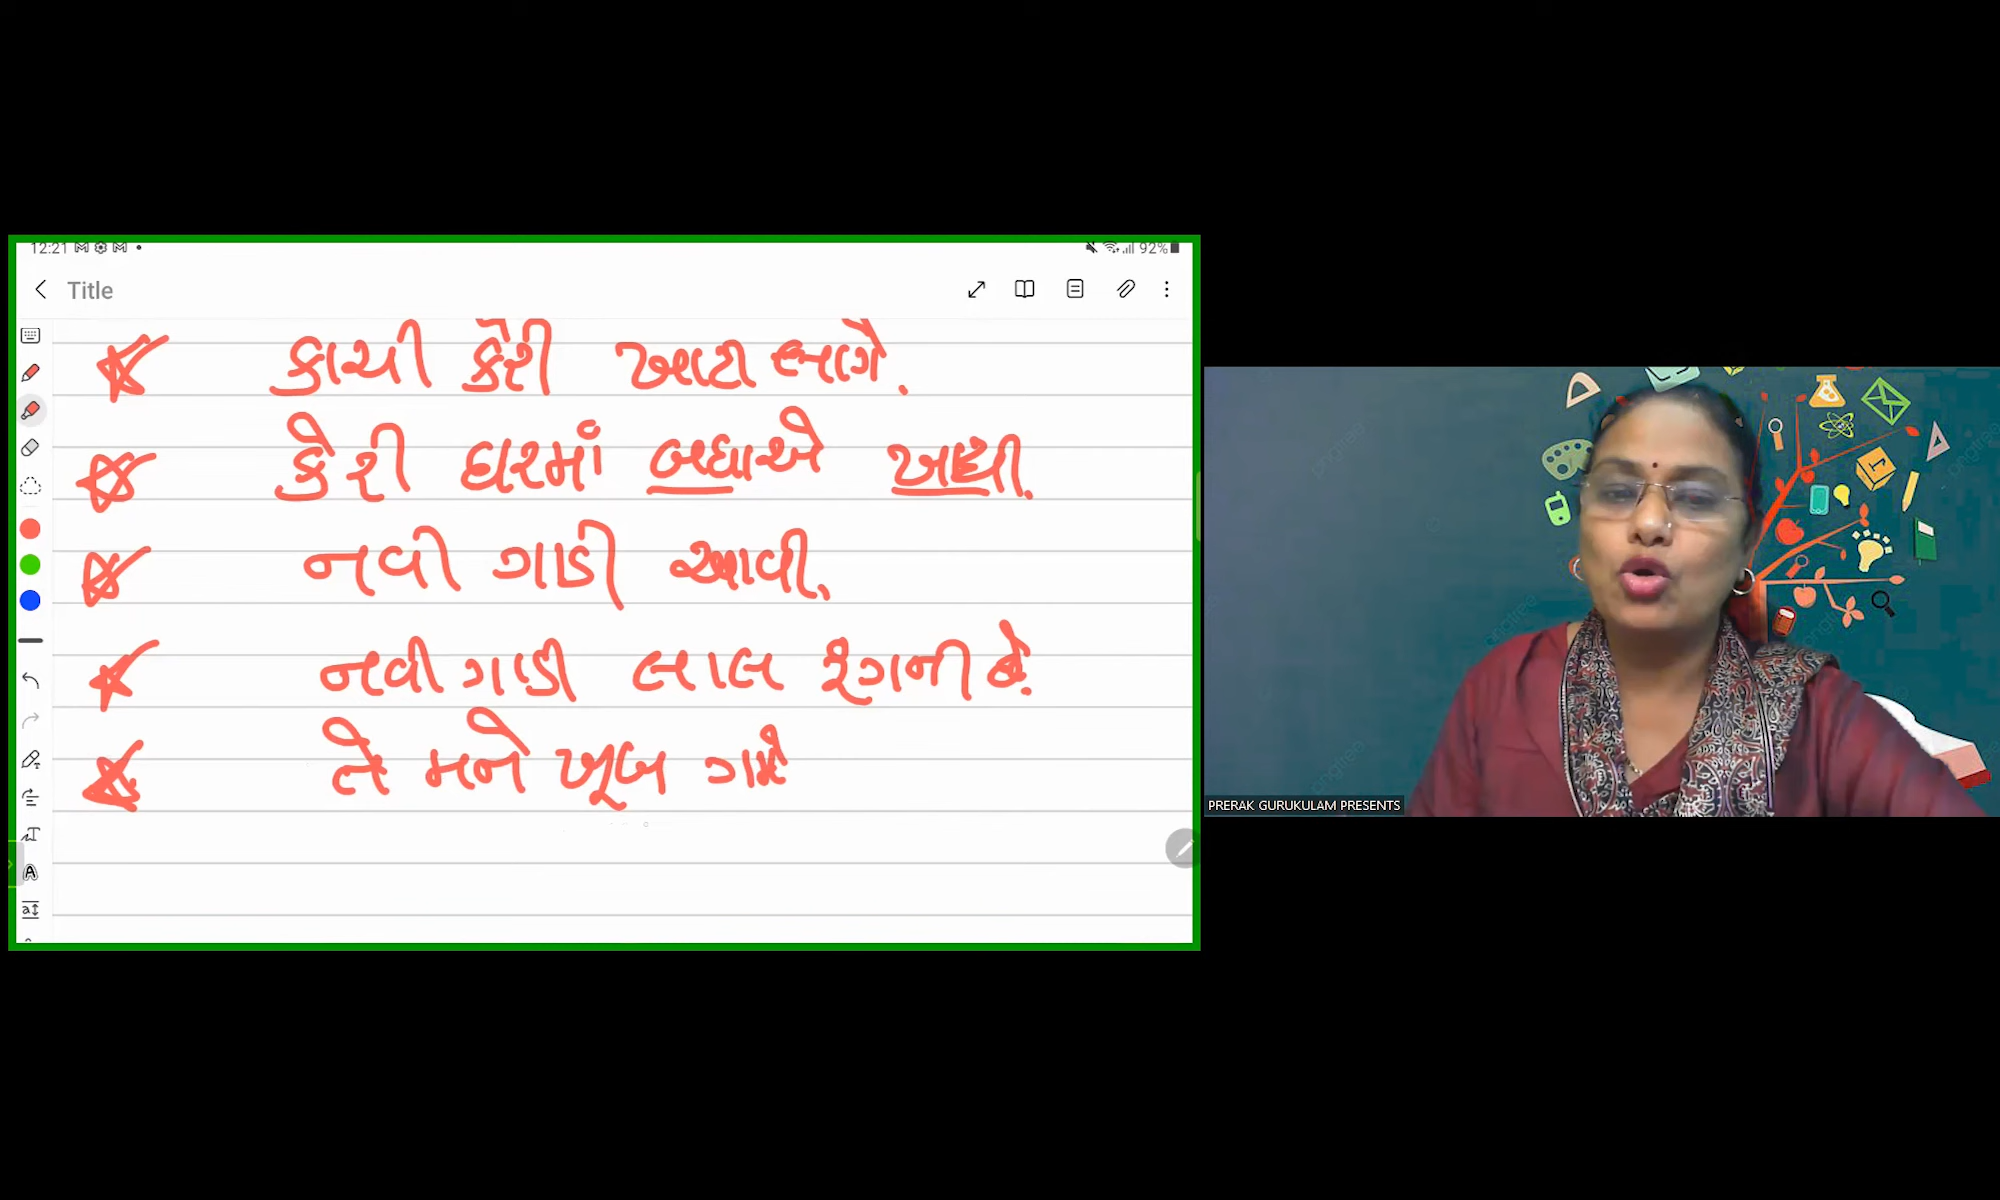 12:21
92%
Title
કાચી કેરી ખાટી લાગે.
કેરી ઘરમાં બધાએ ખાધી.
નવી ગાડી આવી.
નવી ગાડી લાલ રંગની છે.
તે મને ખૂબ ગમે
PRERAK GURUKULAM PRESENTS